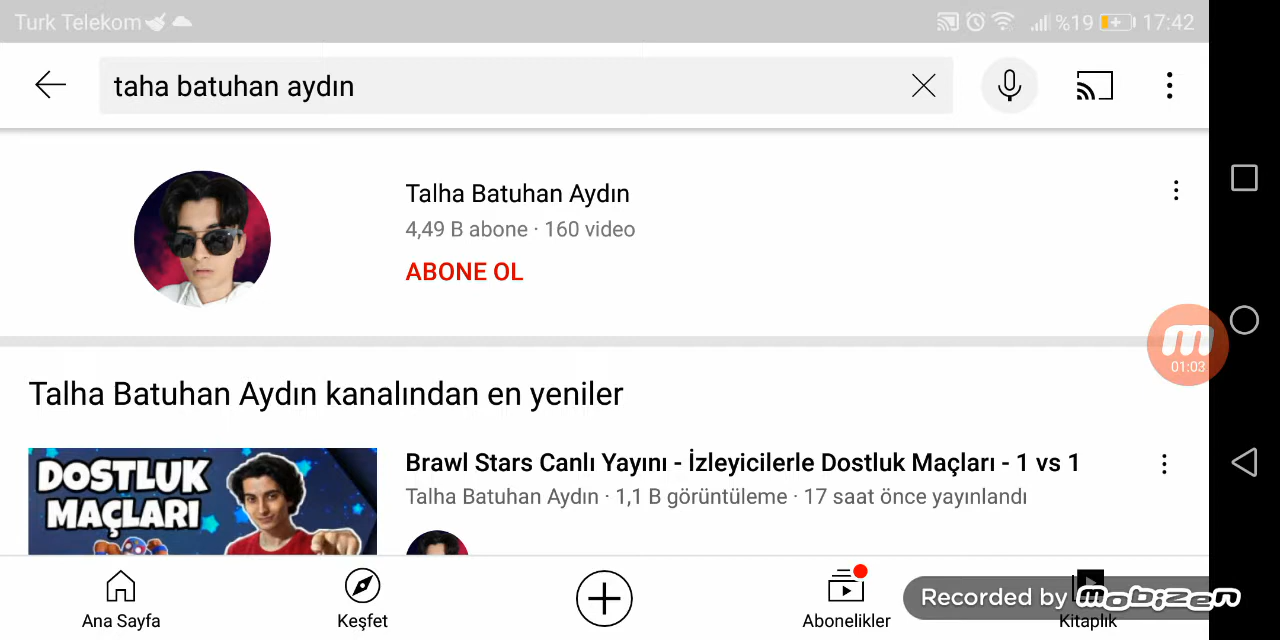 Turk Telekom %19 17:42
taha batuhan aydın
Talha Batuhan Aydın
4,49 B abone · 160 video
ABONE OL
m
01:03
Talha Batuhan Aydın kanalından en yeniler
DOSTLUK
MAÇLARI
Brawl Stars Canlı Yayını - İzleyicilerle Dostluk Maçları - 1 vs 1
Talha Batuhan Aydın · 1,1 B görüntüleme · 17 saat önce yayınlandı
Recorded by mobizen
Ana Sayfa Keşfet Abonelikler Kitaplık